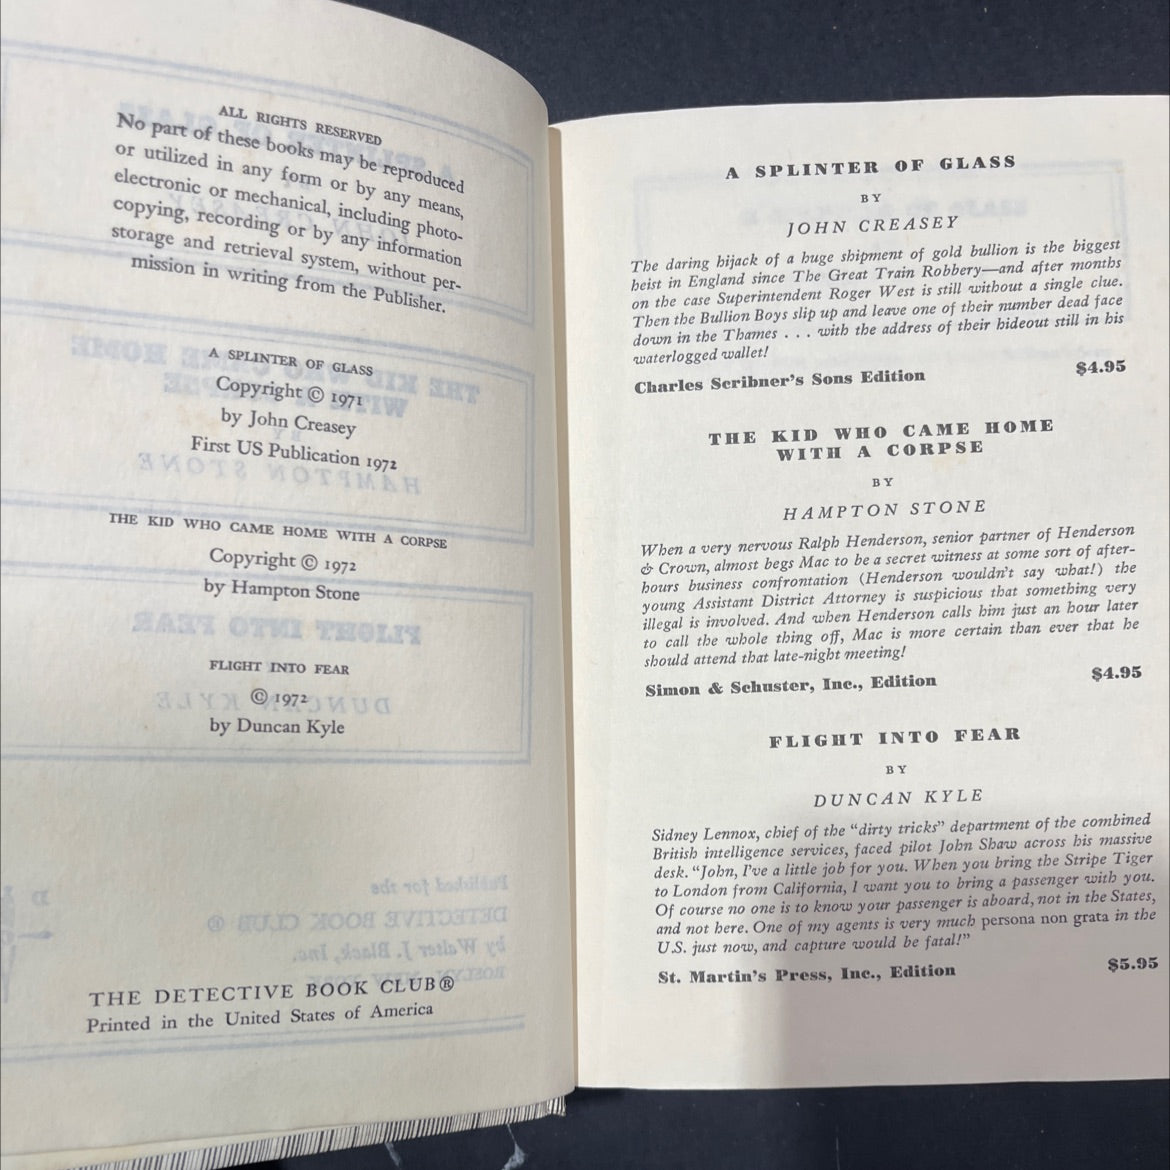 ALL RIGHTS RESERVED
No part of these books may be reproduced
or utilized in any form or by any means,
electronic or mechanical, including photo-
copying, recording or by any information
storage and retrieval system, without per-
mission in writing from the Publisher.
A SPLINTER OF GLASS
Copyright © 1971
by John Creasey
First US Publication 1972
THE KID WHO CAME HOME WITH A CORPSE
Copyright © 1972
by Hampton Stone
FLIGHT INTO FEAR
© 1972
by Duncan Kyle
THE DETECTIVE BOOK CLUB®
Printed in the United States of America
A SPLINTER OF GLASS
BY
JOHN CREASEY
The daring hijack of a huge shipment of gold bullion is the biggest
heist in England since The Great Train Robbery—and after months
on the case Superintendent Roger West is still without a single clue.
Then the Bullion Boys slip up and leave one of their number dead face
down in the Thames . . . with the address of their hideout still in his
waterlogged wallet!
Charles Scribner's Sons Edition $4.95
THE KID WHO CAME HOME
WITH A CORPSE
BY
HAMPTON STONE
When a very nervous Ralph Henderson, senior partner of Henderson
& Crown, almost begs Mac to be a secret witness at some sort of after-
hours business confrontation (Henderson wouldn't say what!) the
young Assistant District Attorney is suspicious that something very
illegal is involved. And when Henderson calls him just an hour later
to call the whole thing off, Mac is more certain than ever that he
should attend that late-night meeting!
Simon & Schuster, Inc., Edition $4.95
FLIGHT INTO FEAR
BY
DUNCAN KYLE
Sidney Lennox, chief of the "dirty tricks" department of the combined
British intelligence services, faced pilot John Shaw across his massive
desk. "John, I've a little job for you. When you bring the Stripe Tiger
to London from California, I want you to bring a passenger with you.
Of course no one is to know your passenger is aboard, not in the States,
and not here. One of my agents is very much persona non grata in the
U.S. just now, and capture would be fatal!"
St. Martin's Press, Inc., Edition $5.95